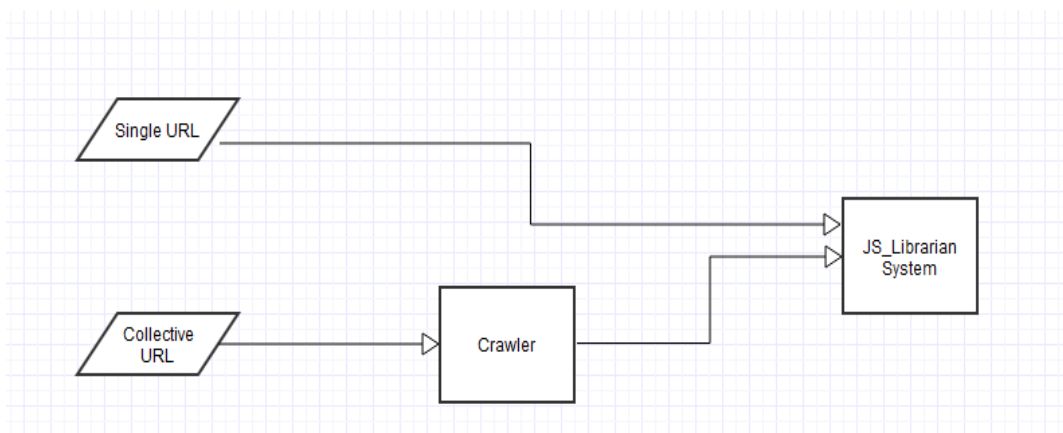 Single URL
JS_Librarian
System
Collective
URL
Crawler